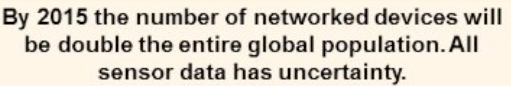 By 2015 the number of networked devices will
be double the entire global population. All
sensor data has uncertainty.